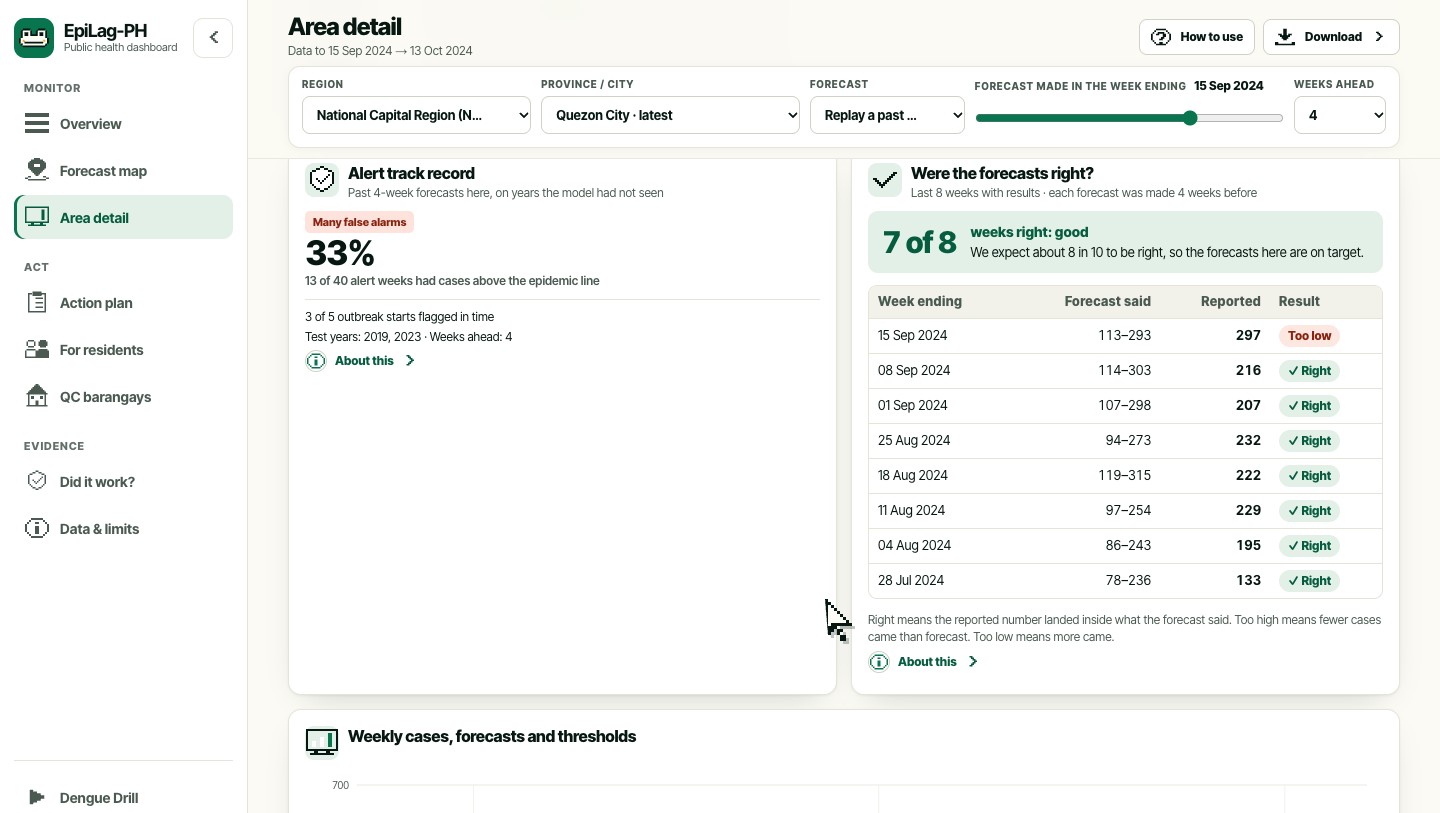 EpiLag-PH
Public health dashboard
MONITOR
Overview
Forecast map
Area detail
ACT
Action plan
For residents
QC barangays
EVIDENCE
Did it work?
Data & limits
Dengue Drill
Area detail
Data to 15 Sep 2024 → 13 Oct 2024
How to use
Download
REGION
National Capital Region (N...
PROVINCE / CITY
Quezon City · latest
FORECAST
Replay a past ...
FORECAST MADE IN THE WEEK ENDING 15 Sep 2024
WEEKS AHEAD
4
Alert track record
Past 4-week forecasts here, on years the model had not seen
Many false alarms
33%
13 of 40 alert weeks had cases above the epidemic line
3 of 5 outbreak starts flagged in time
Test years: 2019, 2023 · Weeks ahead: 4
About this
Were the forecasts right?
Last 8 weeks with results · each forecast was made 4 weeks before
7 of 8
weeks right: good
We expect about 8 in 10 to be right, so the forecasts here are on target.
Week ending Forecast said Reported Result
15 Sep 2024 113–293 297 Too low
08 Sep 2024 114–303 216 ✓ Right
01 Sep 2024 107–298 207 ✓ Right
25 Aug 2024 94–273 232 ✓ Right
18 Aug 2024 119–315 222 ✓ Right
11 Aug 2024 97–254 229 ✓ Right
04 Aug 2024 86–243 195 ✓ Right
28 Jul 2024 78–236 133 ✓ Right
Right means the reported number landed inside what the forecast said. Too high means fewer cases
came than forecast. Too low means more came.
About this
Weekly cases, forecasts and thresholds
700